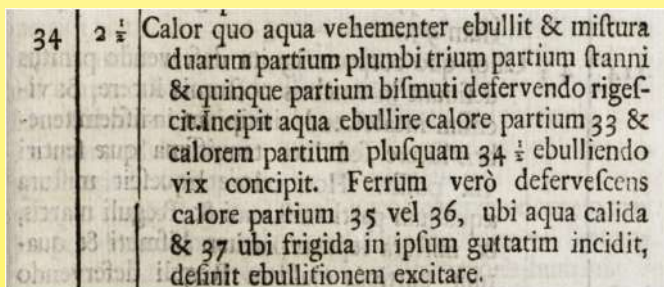 34 2 ½ Calor quo aqua vehementer ebullit & miſtura
duarum partium plumbi trium partium ſtanni
& quinque partium biſmuti defervendo rigeſ-
cit.Incipit aqua ebullire calore partium 33 &
calorem partium pluſquam 34 ½ ebulliendo
vix concipit. Ferrum verò deferveſcens
calore partium 35 vel 36, ubi aqua calida
& 37 ubi frigida in ipſum guttatim incidit,
deſinit ebullitionem excitare.